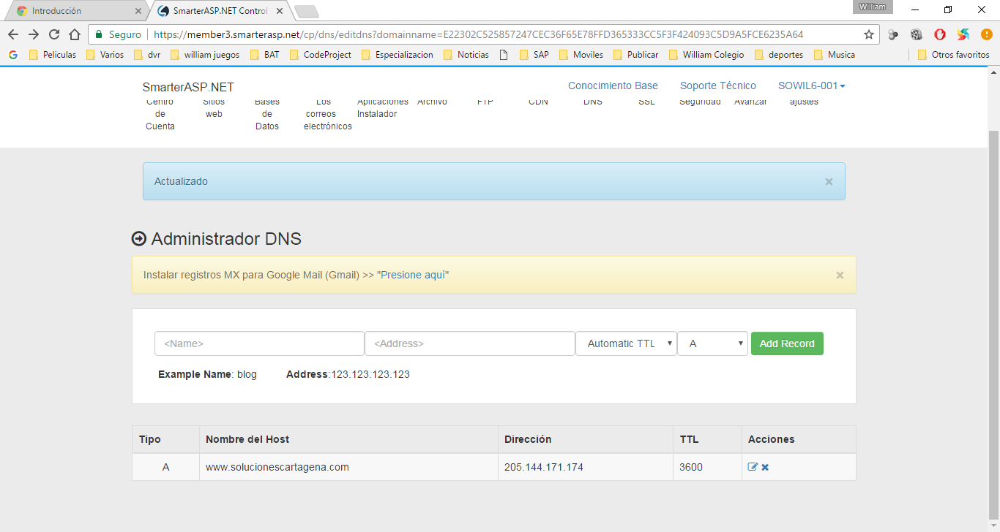 William
Introducción
SmarterASP.NET Control
Seguro
https://member3.smarterasp.net/cp/dns/editdns?domainname=E22302C525857247CEC36F65E78FFD365333CC5F3F424093C5D9A5FCE6235A64
Peliculas Varios dvr william juegos BAT CodeProject Especializacion Noticias SAP Moviles Publicar William Colegio deportes Musica Otros favoritos
SmarterASP.NET
Conocimiento Base Soporte Técnico SOWIL6-001
Centro de Cuenta
Sitios web
Bases de Datos
Los correos electrónicos
Aplicaciones Instalador
Archivo
FTP
CDN
DNS
SSL
Seguridad
Avanzar
ajustes
Actualizado ×
Administrador DNS
Instalar registros MX para Google Mail (Gmail) >> "Presione aquí" ×
<Name> <Address> Automatic TTL A Add Record
Example Name: blog Address:123.123.123.123
Tipo Nombre del Host Dirección TTL Acciones
A www.solucionescartagena.com 205.144.171.174 3600